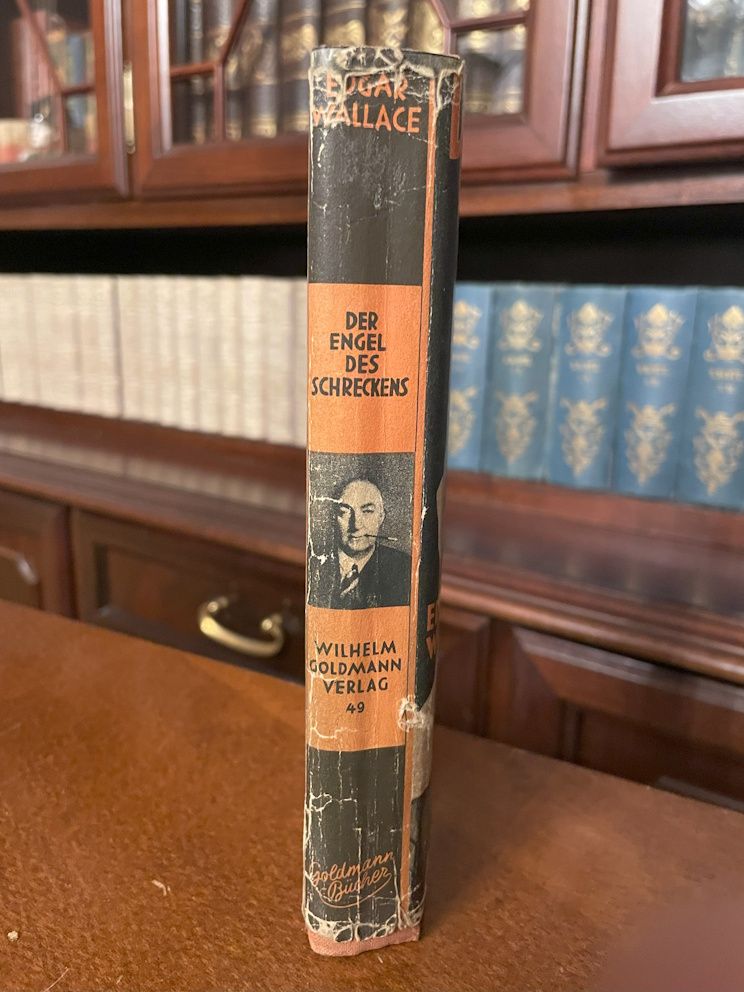 EDGAR
WALLACE
DER
ENGEL
DES
SCHRECKENS
WILHELM
GOLDMANN
VERLAG
49
Goldmann
Bücher